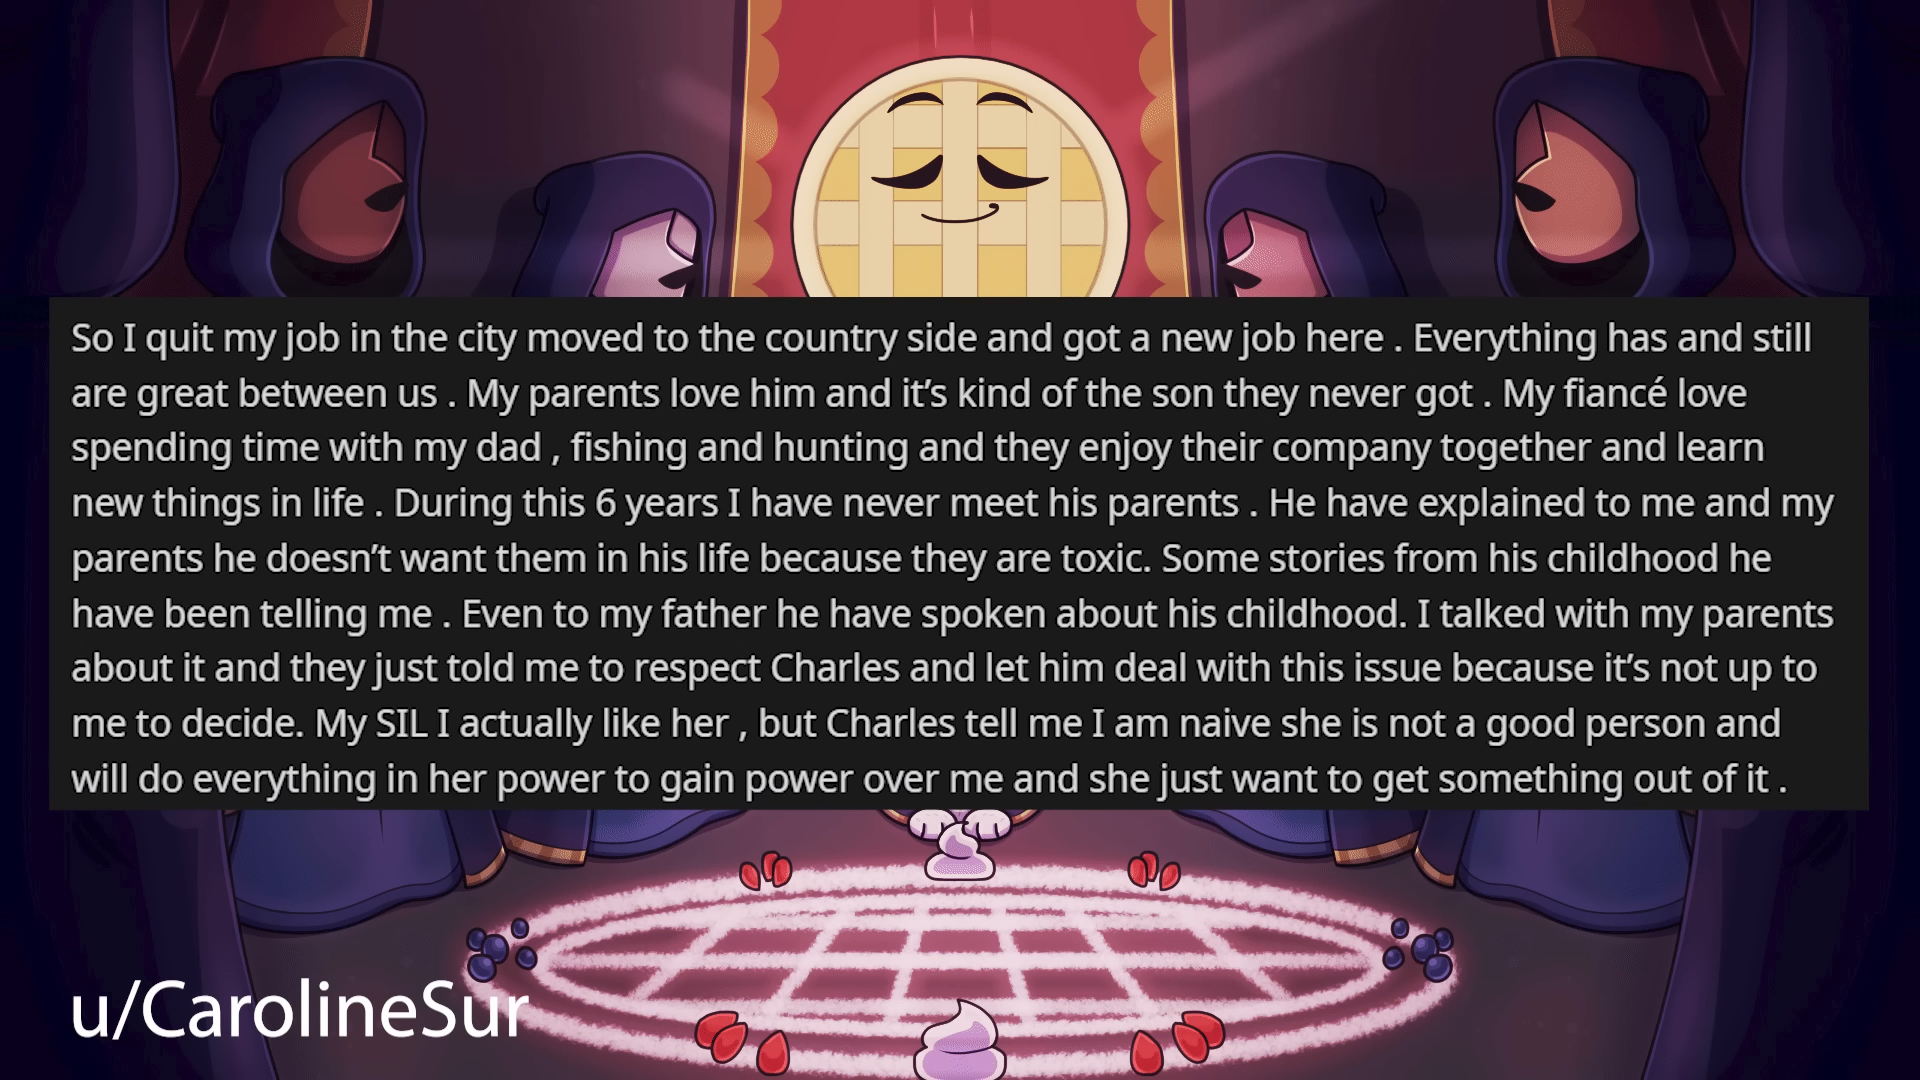 So I quit my job in the city moved to the country side and got a new job here . Everything has and still
are great between us . My parents love him and it’s kind of the son they never got . My fiancé love
spending time with my dad , fishing and hunting and they enjoy their company together and learn
new things in life . During this 6 years I have never meet his parents . He have explained to me and my
parents he doesn’t want them in his life because they are toxic. Some stories from his childhood he
have been telling me . Even to my father he have spoken about his childhood. I talked with my parents
about it and they just told me to respect Charles and let him deal with this issue because it’s not up to
me to decide. My SIL I actually like her , but Charles tell me I am naive she is not a good person and
will do everything in her power to gain power over me and she just want to get something out of it .
u/CarolineSur